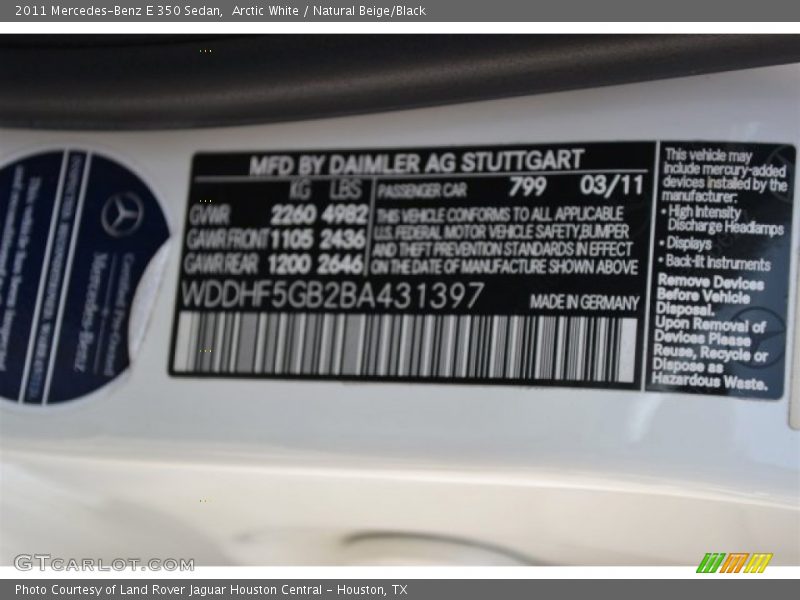 2011 Mercedes-Benz E 350 Sedan, Arctic White / Natural Beige/Black
MFD BY DAIMLER AG STUTTGART
KG LBS
GVWR 2260 4982
GAWR FRONT 1105 2436
GAWR REAR 1200 2646
PASSENGER CAR 799 03/11
THIS VEHICLE CONFORMS TO ALL APPLICABLE
U.S. FEDERAL MOTOR VEHICLE SAFETY,BUMPER
AND THEFT PREVENTION STANDARDS IN EFFECT
ON THE DATE OF MANUFACTURE SHOWN ABOVE
WDDHF5GB2BA431397 MADE IN GERMANY
This vehicle may
include mercury-added
devices installed by the
manufacturer:
• High Intensity
Discharge Headlamps
• Displays
• Back-lit Instruments
Remove Devices
Before Vehicle
Disposal.
Upon Removal of
Devices Please
Reuse, Recycle or
Dispose as
Hazardous Waste.
Certified Pre-Owned
Mercedes-Benz
GTCARLOT.COM
Photo Courtesy of Land Rover Jaguar Houston Central - Houston, TX